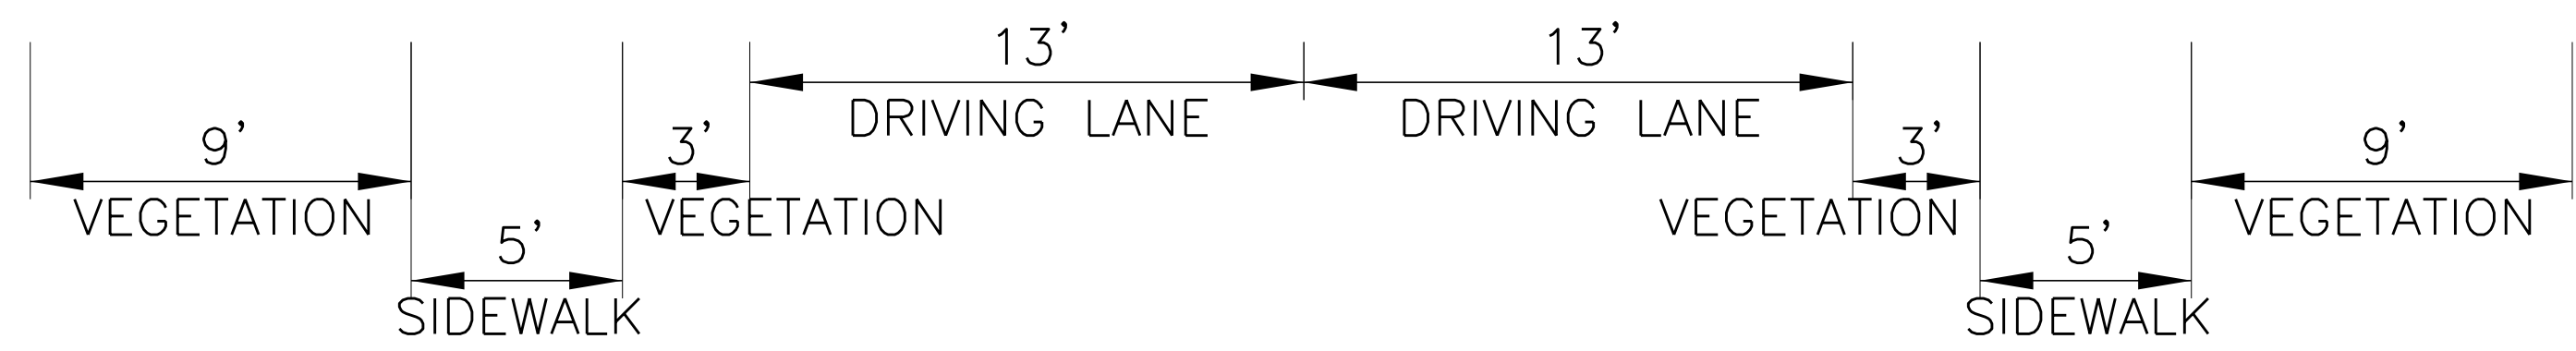 13' 13'
DRIVING LANE DRIVING LANE
9' 3' 3' 9'
VEGETATION VEGETATION VEGETATION VEGETATION
5' 5'
SIDEWALK SIDEWALK